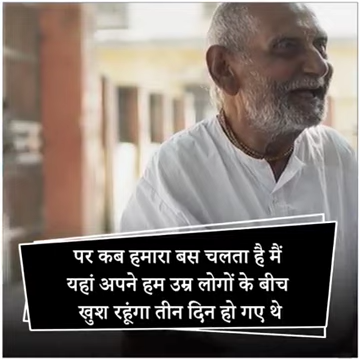 पर कब हमारा बस चलता है मैं
यहां अपने हम उम्र लोगों के बीच
खुश रहूंगा तीन दिन हो गए थे